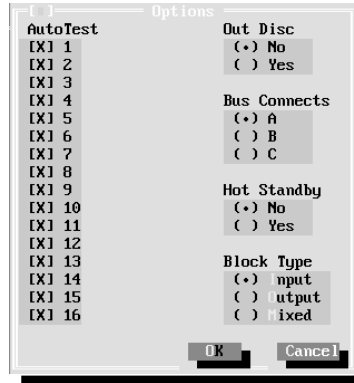 Options
AutoTest
[X] 1
[X] 2
[X] 3
[X] 4
[X] 5
[X] 6
[X] 7
[X] 8
[X] 9
[X] 10
[X] 11
[X] 12
[X] 13
[X] 14
[X] 15
[X] 16
Out Disc
(•) No
( ) Yes
Bus Connects
(•) A
( ) B
( ) C
Hot Standby
(•) No
( ) Yes
Block Type
(•) Input
( ) Output
( ) Mixed
OK
Cancel